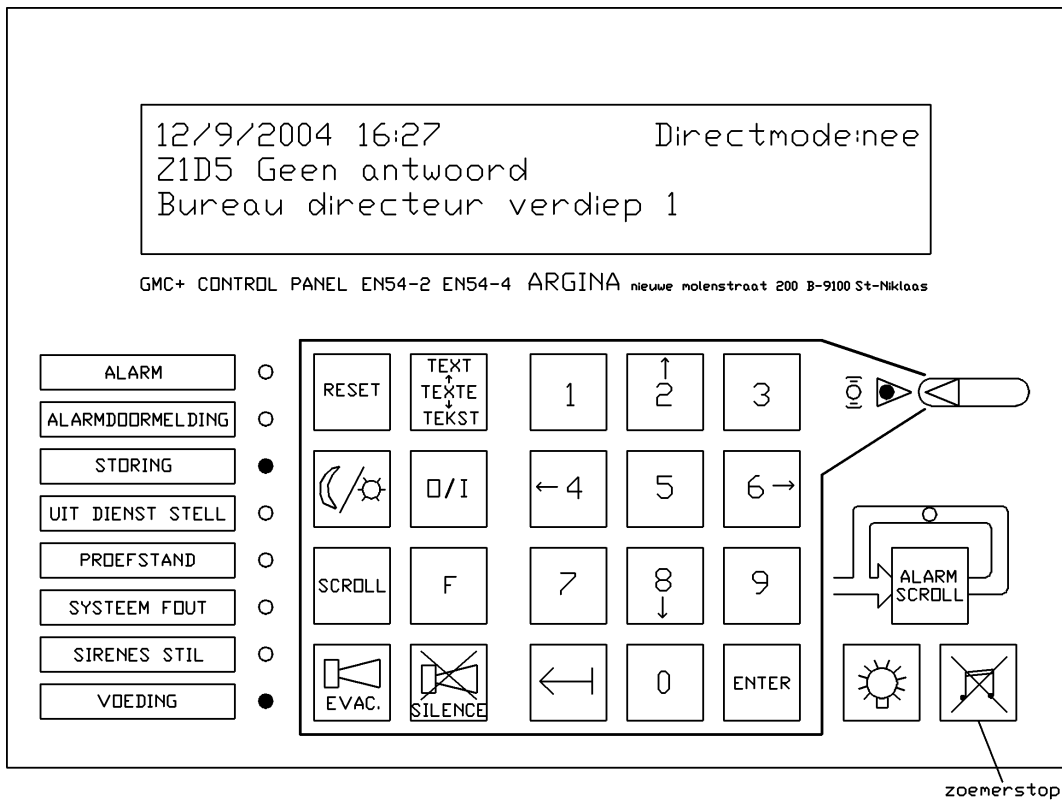 12/9/2004 16:27 Directmode:nee
Z1D5 Geen antwoord
Bureau directeur verdiep 1
GMC+ CONTROL PANEL EN54-2 EN54-4 ARGINA nieuwe molenstraat 200 B-9100 St-Niklaas
ALARM
ALARMDOORMELDING
STORING
UIT DIENST STELL
PROEFSTAND
SYSTEEM FOUT
SIRENES STIL
VOEDING
RESET
TEXT
TEXTE
TEKST
1
↑
2
3
O/I
←4
5
6→
SCROLL
F
7
8
↓
9
EVAC.
SILENCE
0
ENTER
ALARM
SCROLL
zoemerstop